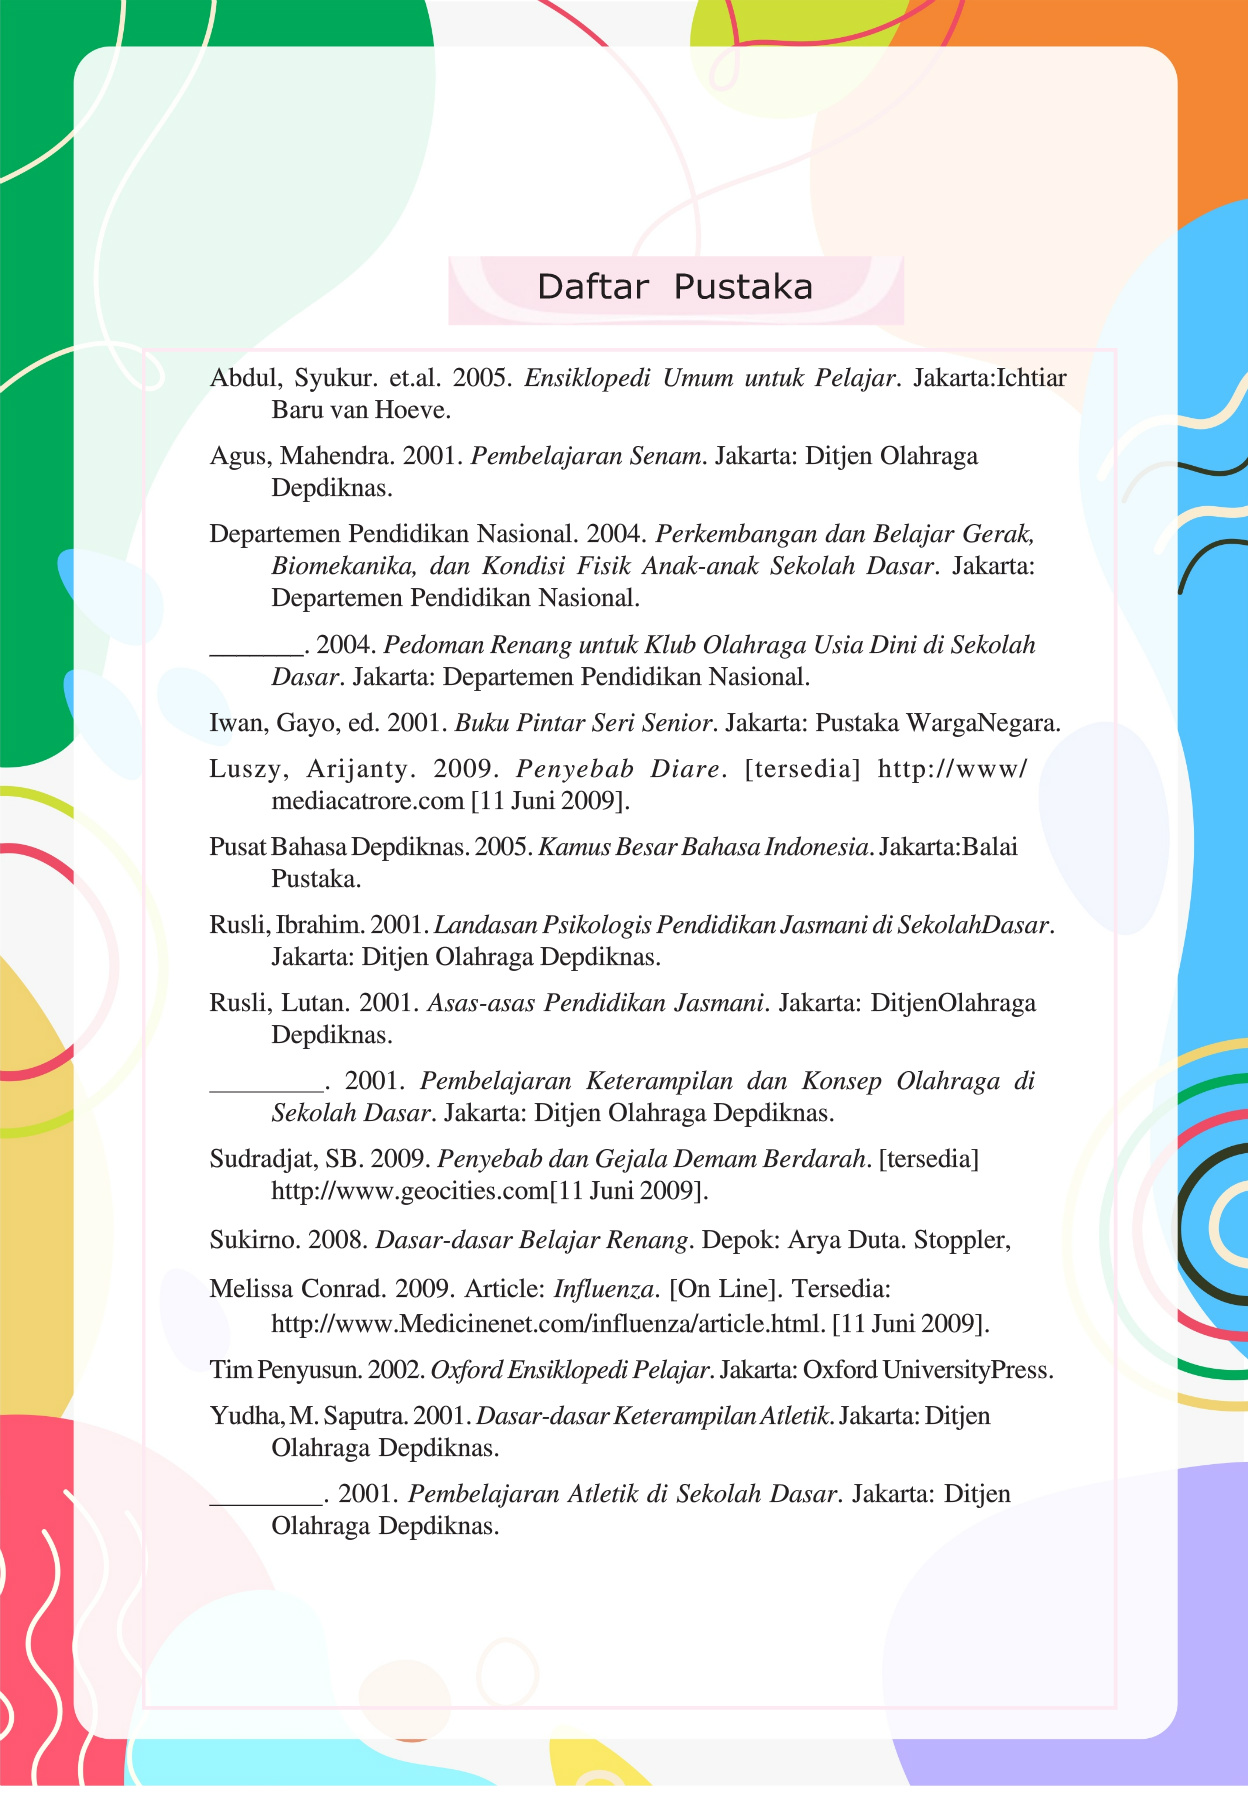 Daftar Pustaka
Abdul, Syukur. et.al. 2005. Ensiklopedi Umum untuk Pelajar. Jakarta:Ichtiar
Baru van Hoeve.
Agus, Mahendra. 2001. Pembelajaran Senam. Jakarta: Ditjen Olahraga
Depdiknas.
Departemen Pendidikan Nasional. 2004. Perkembangan dan Belajar Gerak,
Biomekanika, dan Kondisi Fisik Anak-anak Sekolah Dasar. Jakarta:
Departemen Pendidikan Nasional.
_______. 2004. Pedoman Renang untuk Klub Olahraga Usia Dini di Sekolah
Dasar. Jakarta: Departemen Pendidikan Nasional.
Iwan, Gayo, ed. 2001. Buku Pintar Seri Senior. Jakarta: Pustaka WargaNegara.
Luszy, Arijanty. 2009. Penyebab Diare. [tersedia] http://www/
mediacatrore.com [11 Juni 2009].
Pusat Bahasa Depdiknas. 2005. Kamus Besar Bahasa Indonesia. Jakarta:Balai
Pustaka.
Rusli, Ibrahim. 2001. Landasan Psikologis Pendidikan Jasmani di SekolahDasar.
Jakarta: Ditjen Olahraga Depdiknas.
Rusli, Lutan. 2001. Asas-asas Pendidikan Jasmani. Jakarta: DitjenOlahraga
Depdiknas.
________. 2001. Pembelajaran Keterampilan dan Konsep Olahraga di
Sekolah Dasar. Jakarta: Ditjen Olahraga Depdiknas.
Sudradjat, SB. 2009. Penyebab dan Gejala Demam Berdarah. [tersedia]
http://www.geocities.com[11 Juni 2009].
Sukirno. 2008. Dasar-dasar Belajar Renang. Depok: Arya Duta. Stoppler,
Melissa Conrad. 2009. Article: Influenza. [On Line]. Tersedia:
http://www.Medicinenet.com/influenza/article.html. [11 Juni 2009].
Tim Penyusun. 2002. Oxford Ensiklopedi Pelajar. Jakarta: Oxford UniversityPress.
Yudha, M. Saputra. 2001. Dasar-dasar Keterampilan Atletik. Jakarta: Ditjen
Olahraga Depdiknas.
________. 2001. Pembelajaran Atletik di Sekolah Dasar. Jakarta: Ditjen
Olahraga Depdiknas.